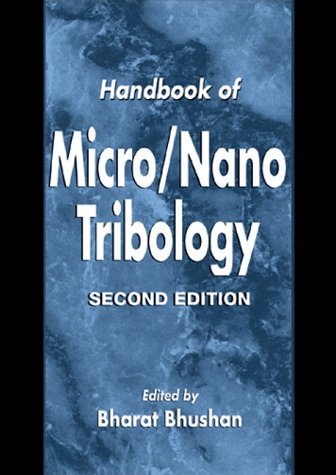 Handbook of
Micro/Nano
Tribology
SECOND EDITION
Edited by
Bharat Bhushan